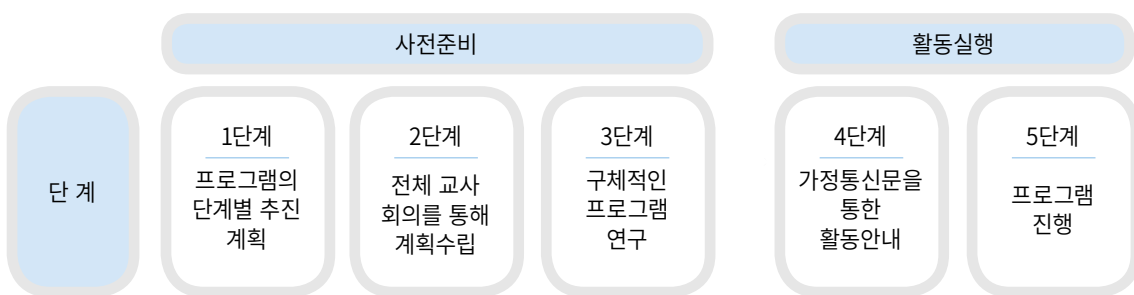 사전준비
활동실행
단 계
1단계
프로그램의
단계별 추진
계획
2단계
전체 교사
회의를 통해
계획수립
3단계
구체적인
프로그램
연구
4단계
가정통신문을
통한
활동안내
5단계
프로그램
진행